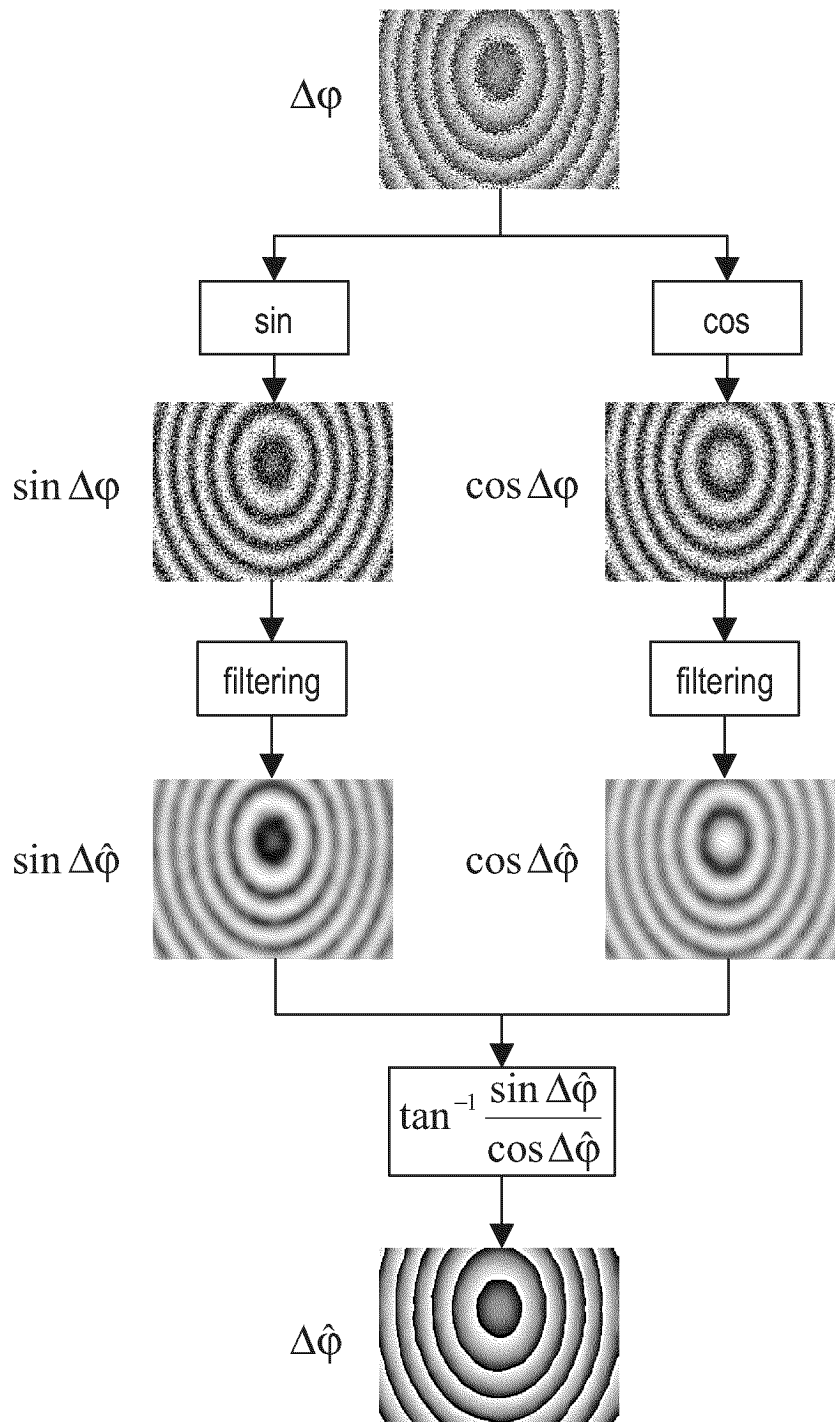 Δφ
sin
cos
sin Δφ
cos Δφ
filtering
filtering
sin Δφ̂
cos Δφ̂
tan⁻¹ sin Δφ̂ / cos Δφ̂
Δφ̂